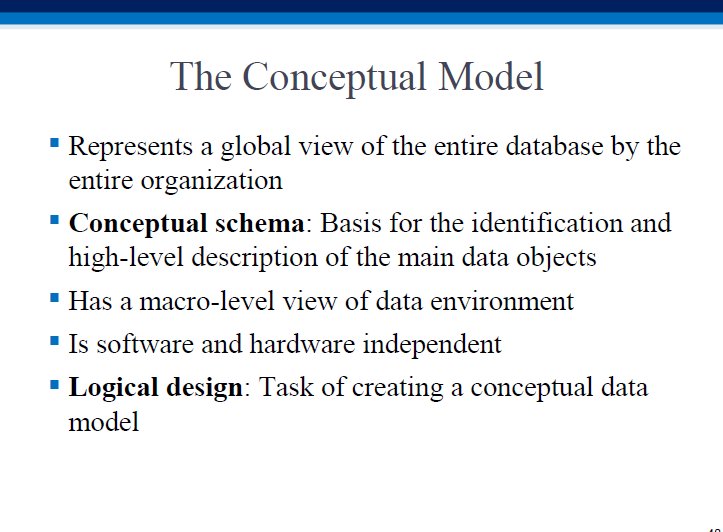 The Conceptual Model
▪ Represents a global view of the entire database by the
entire organization
▪ Conceptual schema: Basis for the identification and
high-level description of the main data objects
▪ Has a macro-level view of data environment
▪ Is software and hardware independent
▪ Logical design: Task of creating a conceptual data
model